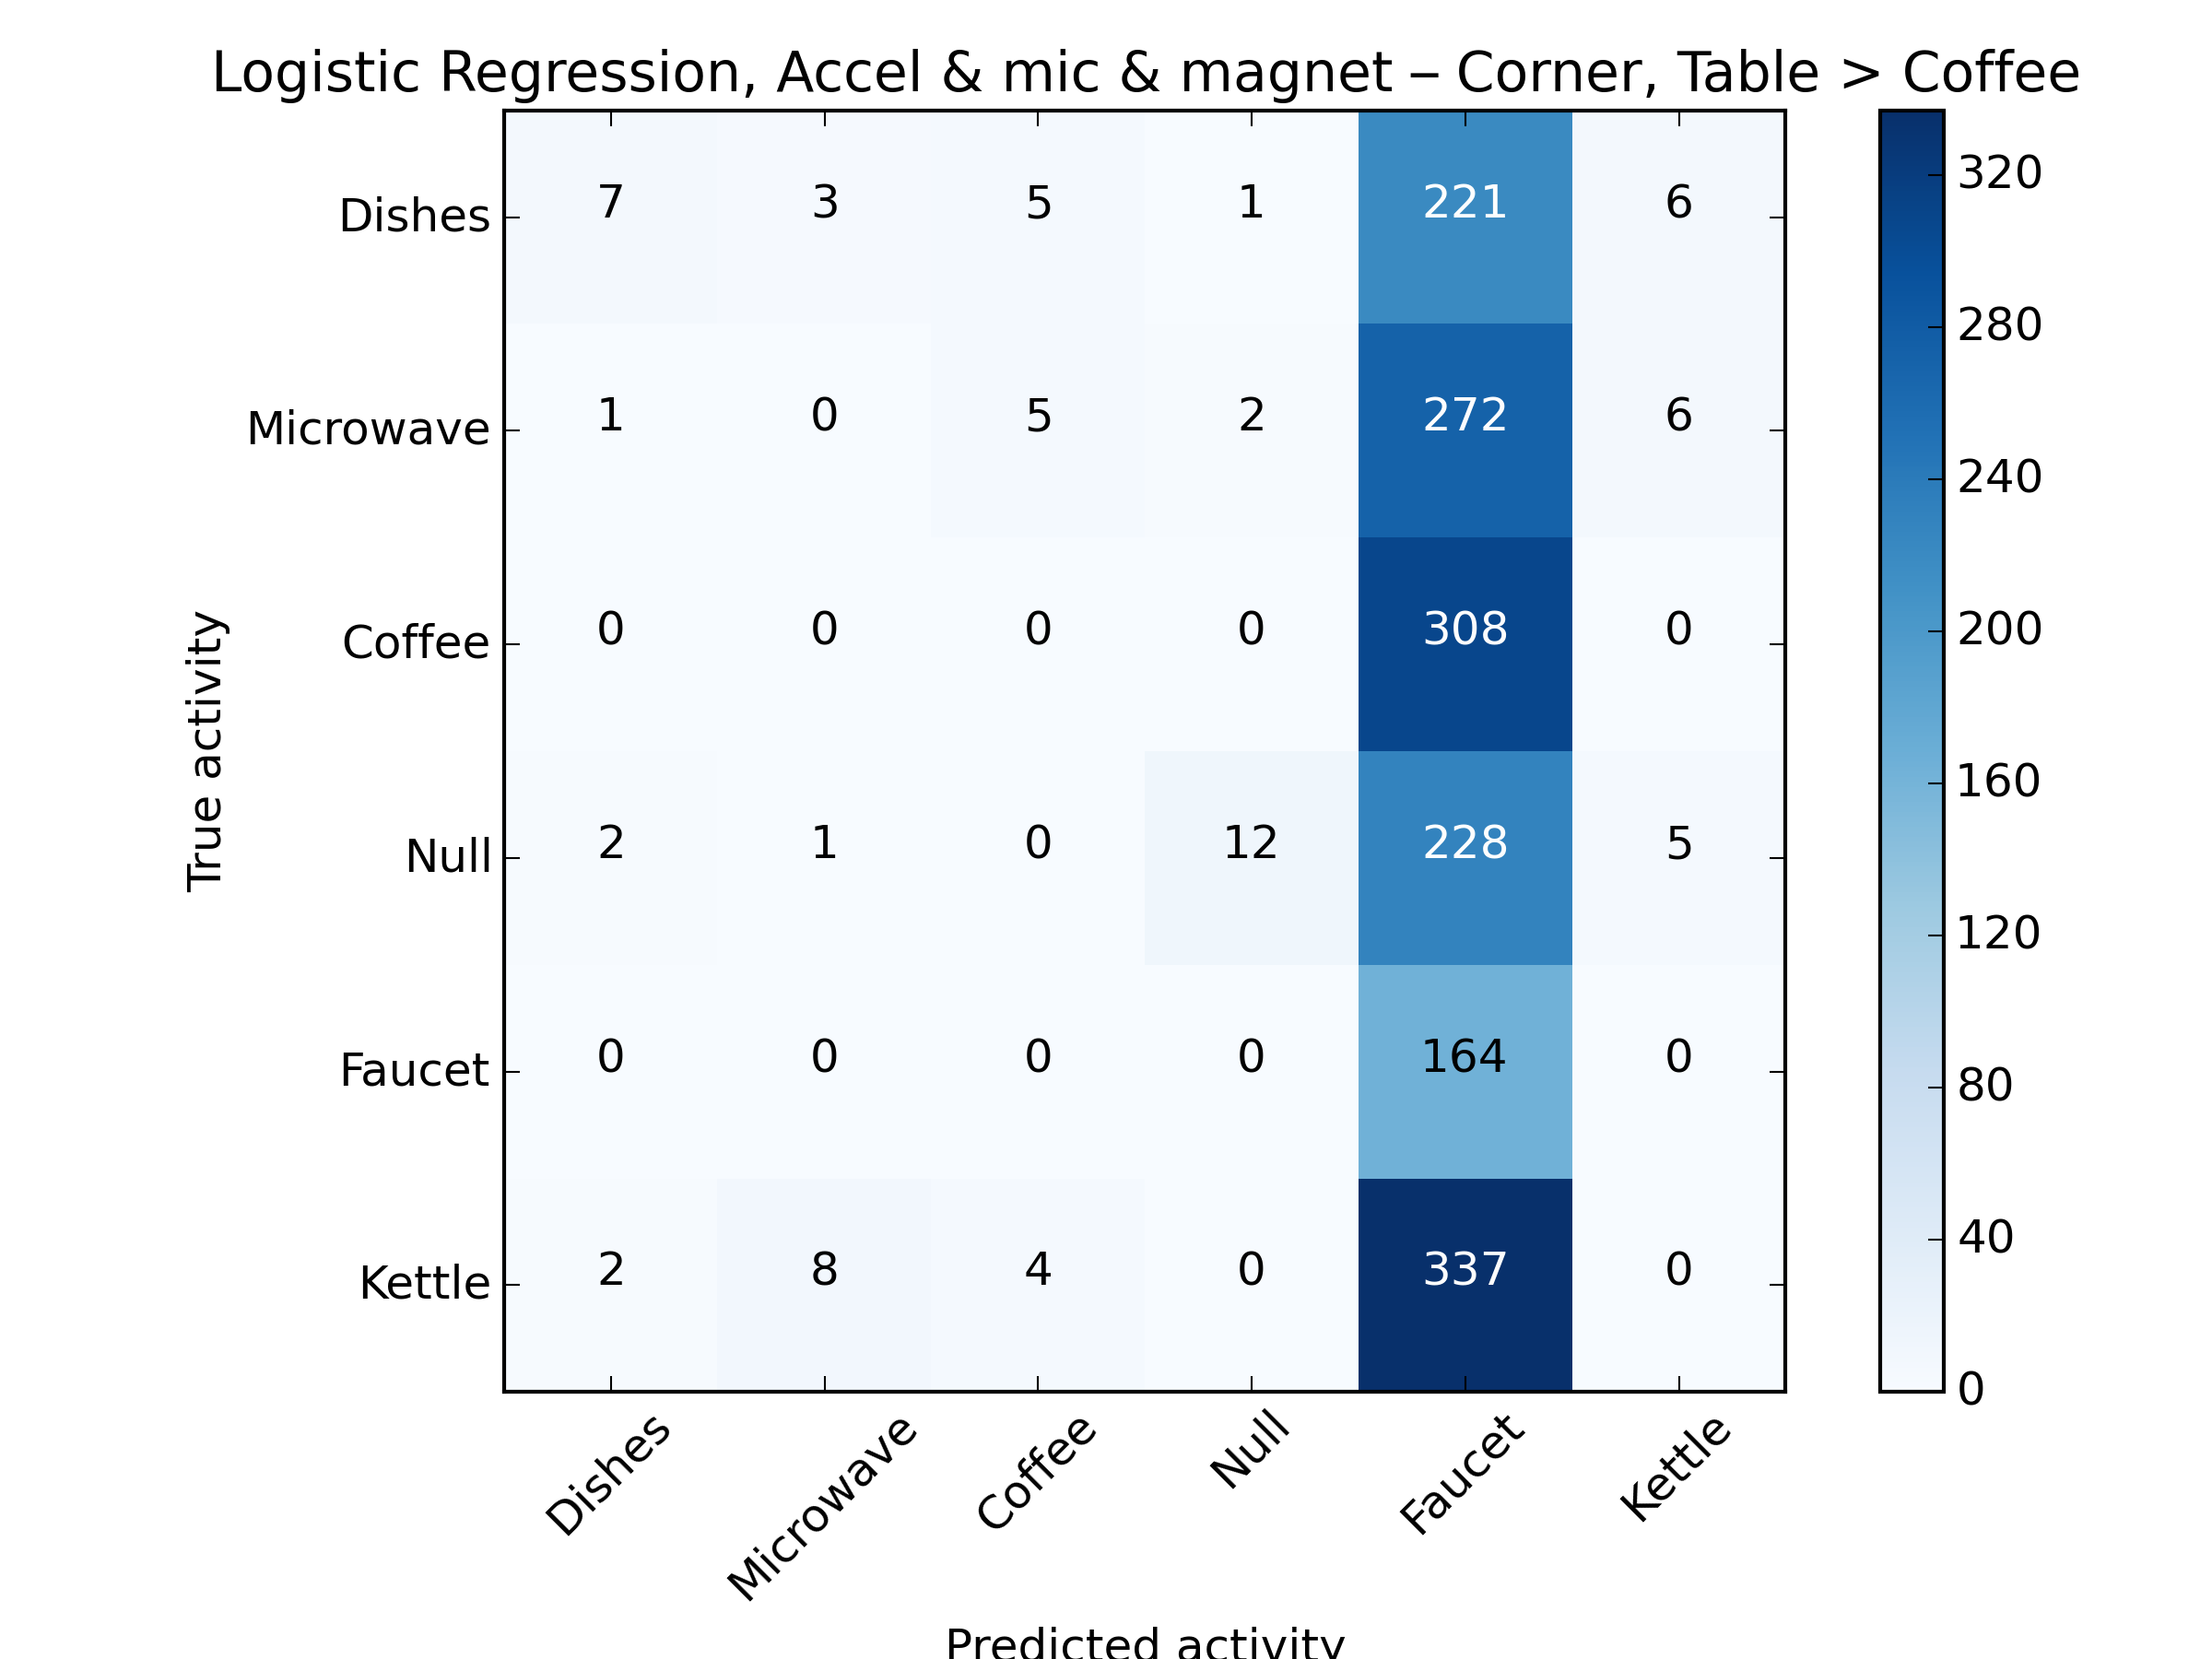 Logistic Regression, Accel & mic & magnet – Corner, Table > Coffee
Dishes 7 3 5 1 221 6
Microwave 1 0 5 2 272 6
Coffee 0 0 0 0 308 0
Null 2 1 0 12 228 5
Faucet 0 0 0 0 164 0
Kettle 2 8 4 0 337 0
True activity
Dishes Microwave Coffee Null Faucet Kettle
Predicted activity
320
280
240
200
160
120
80
40
0